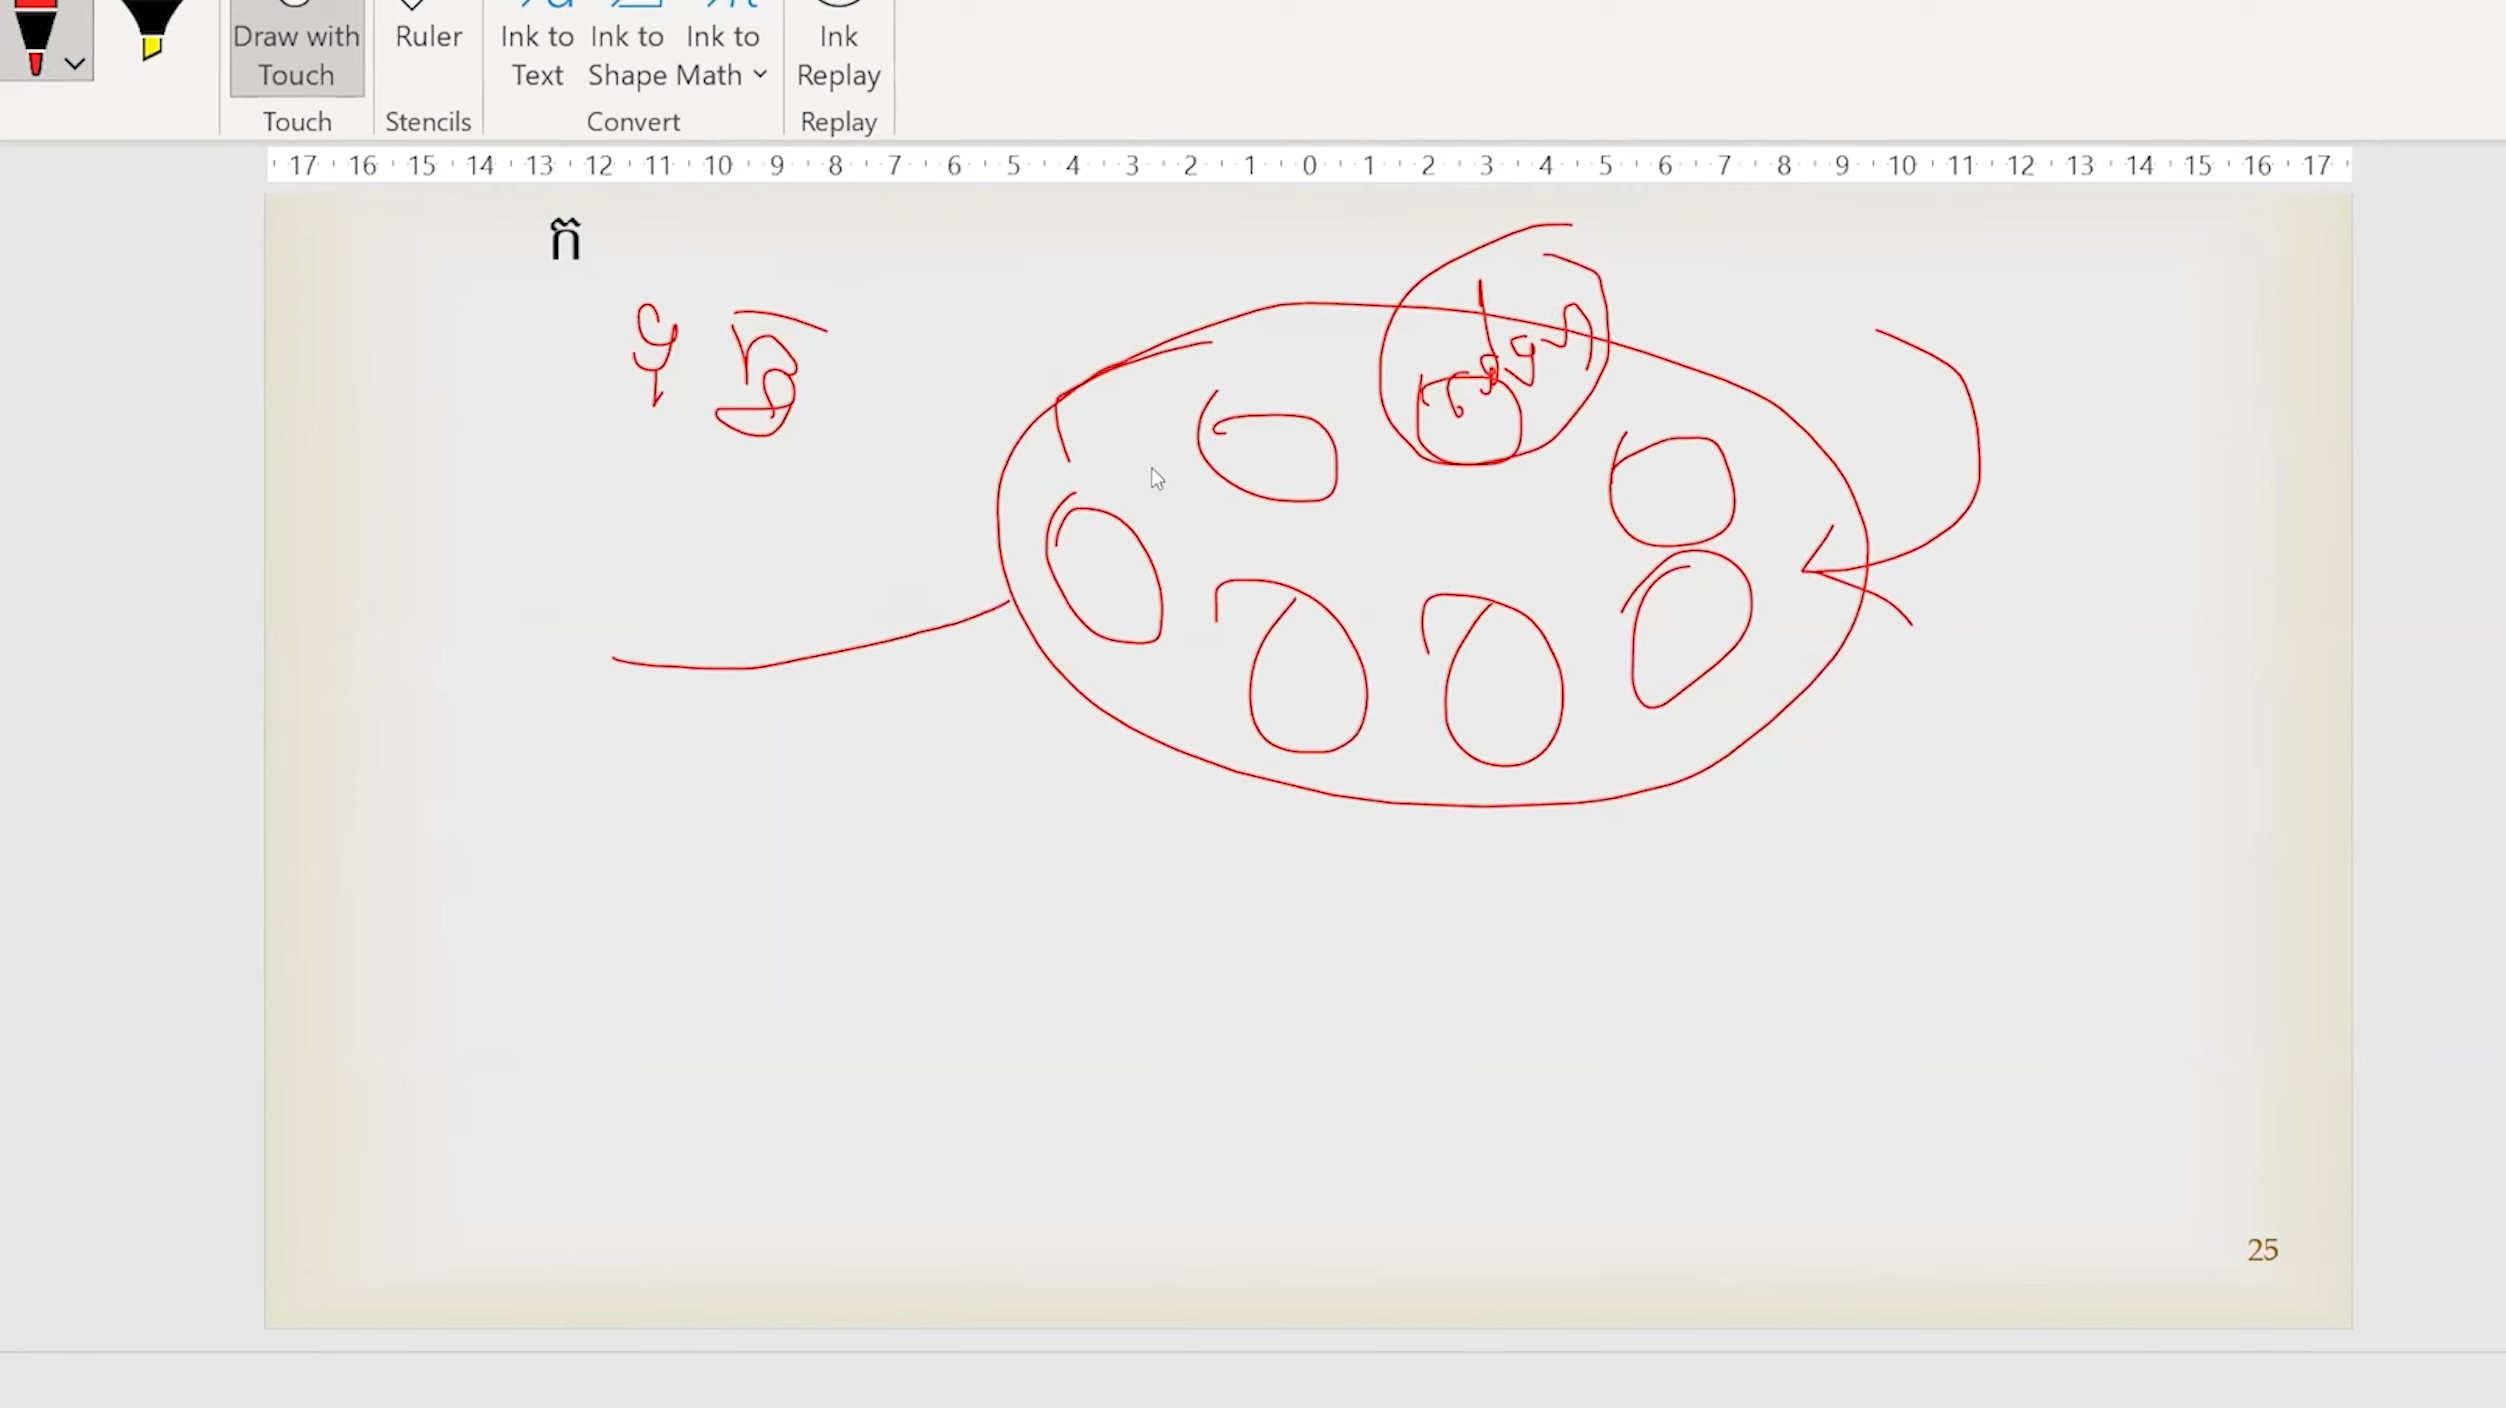 Draw with Touch
Ruler
Ink to Text
Ink to Shape
Ink to Math
Ink Replay
Touch
Stencils
Convert
Replay
17 16 15 14 13 12 11 10 9 8 7 6 5 4 3 2 1 0 1 2 3 4 5 6 7 8 9 10 11 12 13 14 15 16 17
25